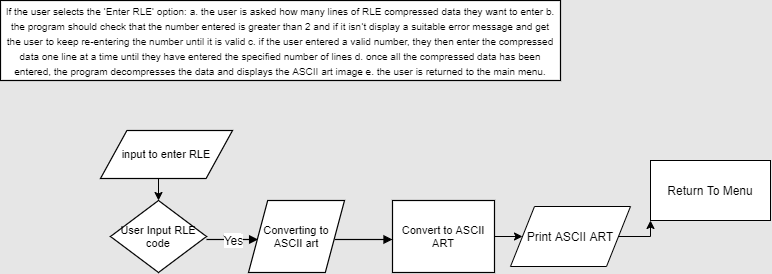 If the user selects the 'Enter RLE' option: a. the user is asked how many lines of RLE compressed data they want to enter b.
the program should check that the number entered is greater than 2 and if it isn't display a suitable error message and get
the user to keep re-entering the number until it is valid c. if the user entered a valid number, they then enter the compressed
data one line at a time until they have entered the specified number of lines d. once all the compressed data has been
entered, the program decompresses the data and displays the ASCII art image e. the user is returned to the main menu.
input to enter RLE
User Input RLE
code
Yes
Converting to
ASCII art
Convert to ASCII
ART
Print ASCII ART
Return To Menu